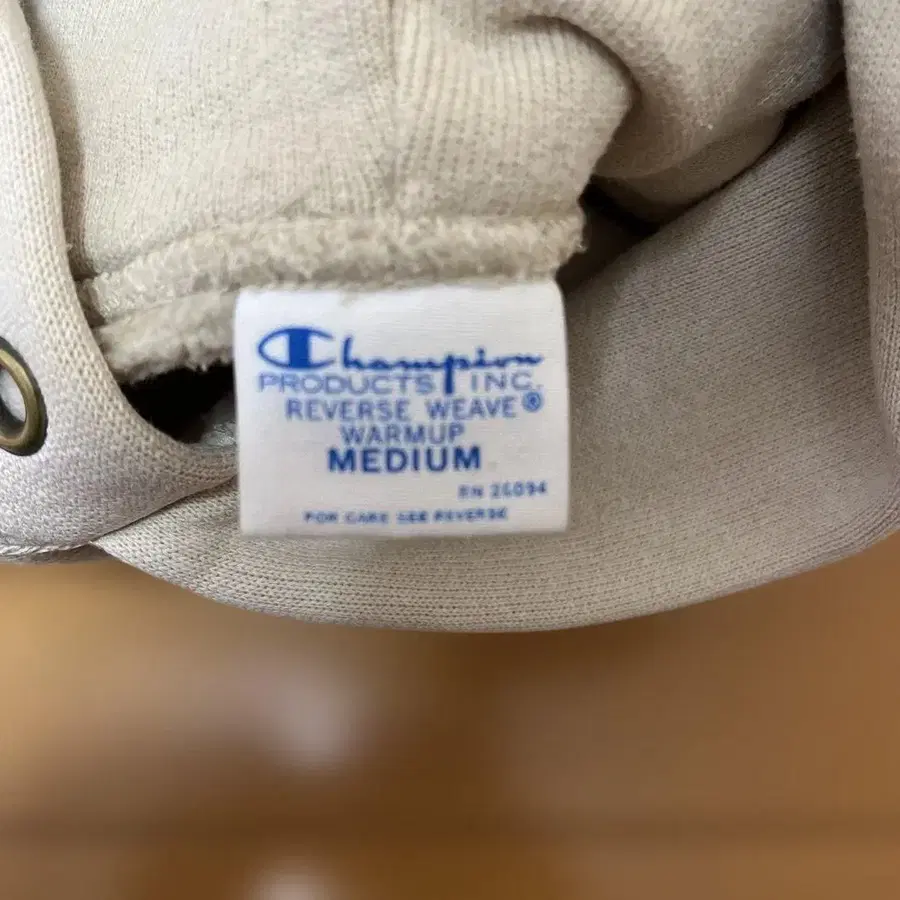 Champion
PRODUCTS INC.
REVERSE WEAVE®
WARMUP
MEDIUM
RN 26094
FOR CARE SEE REVERSE